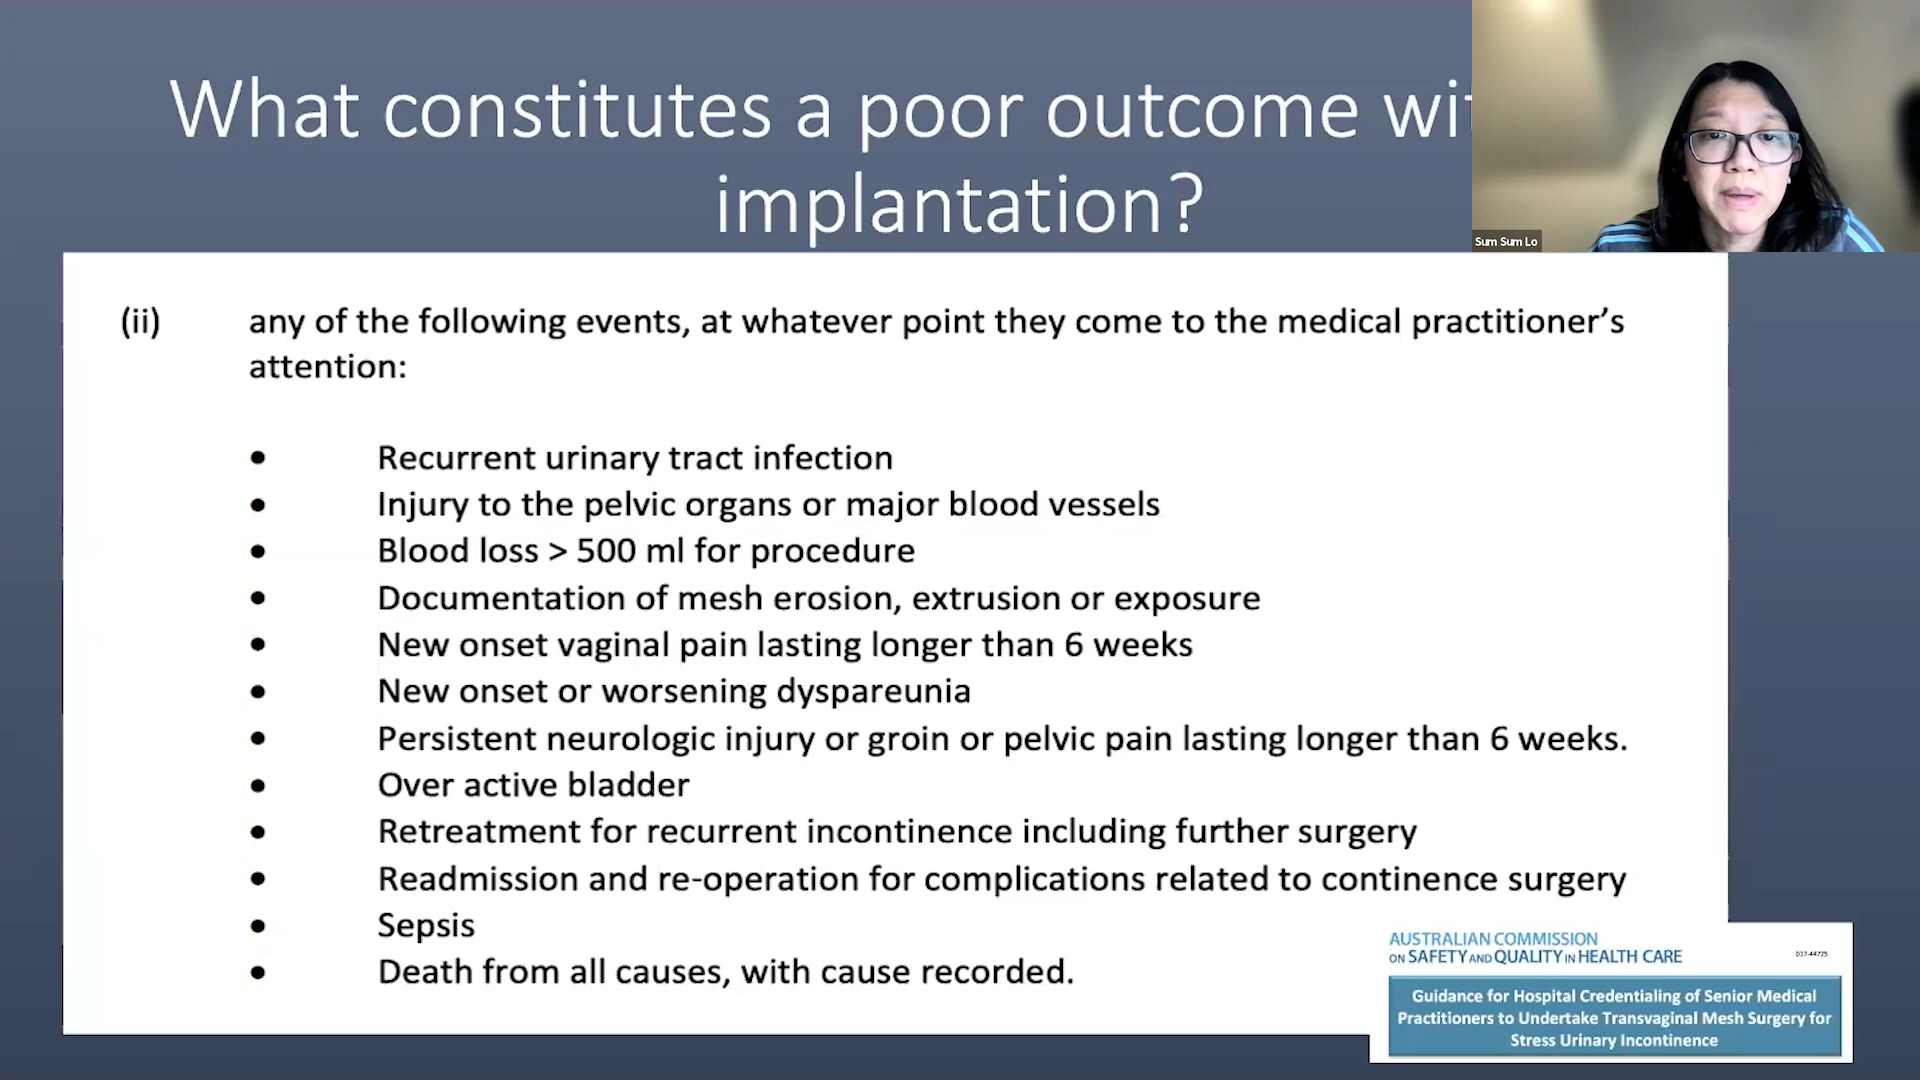 What constitutes a poor outcome wit
implantation?
Sum Sum Lo
(ii) any of the following events, at whatever point they come to the medical practitioner's
attention:
• Recurrent urinary tract infection
• Injury to the pelvic organs or major blood vessels
• Blood loss > 500 ml for procedure
• Documentation of mesh erosion, extrusion or exposure
• New onset vaginal pain lasting longer than 6 weeks
• New onset or worsening dyspareunia
• Persistent neurologic injury or groin or pelvic pain lasting longer than 6 weeks.
• Over active bladder
• Retreatment for recurrent incontinence including further surgery
• Readmission and re-operation for complications related to continence surgery
• Sepsis
• Death from all causes, with cause recorded.
AUSTRALIAN COMMISSION
ON SAFETY AND QUALITY IN HEALTH CARE
D17-44725
Guidance for Hospital Credentialing of Senior Medical
Practitioners to Undertake Transvaginal Mesh Surgery for
Stress Urinary Incontinence